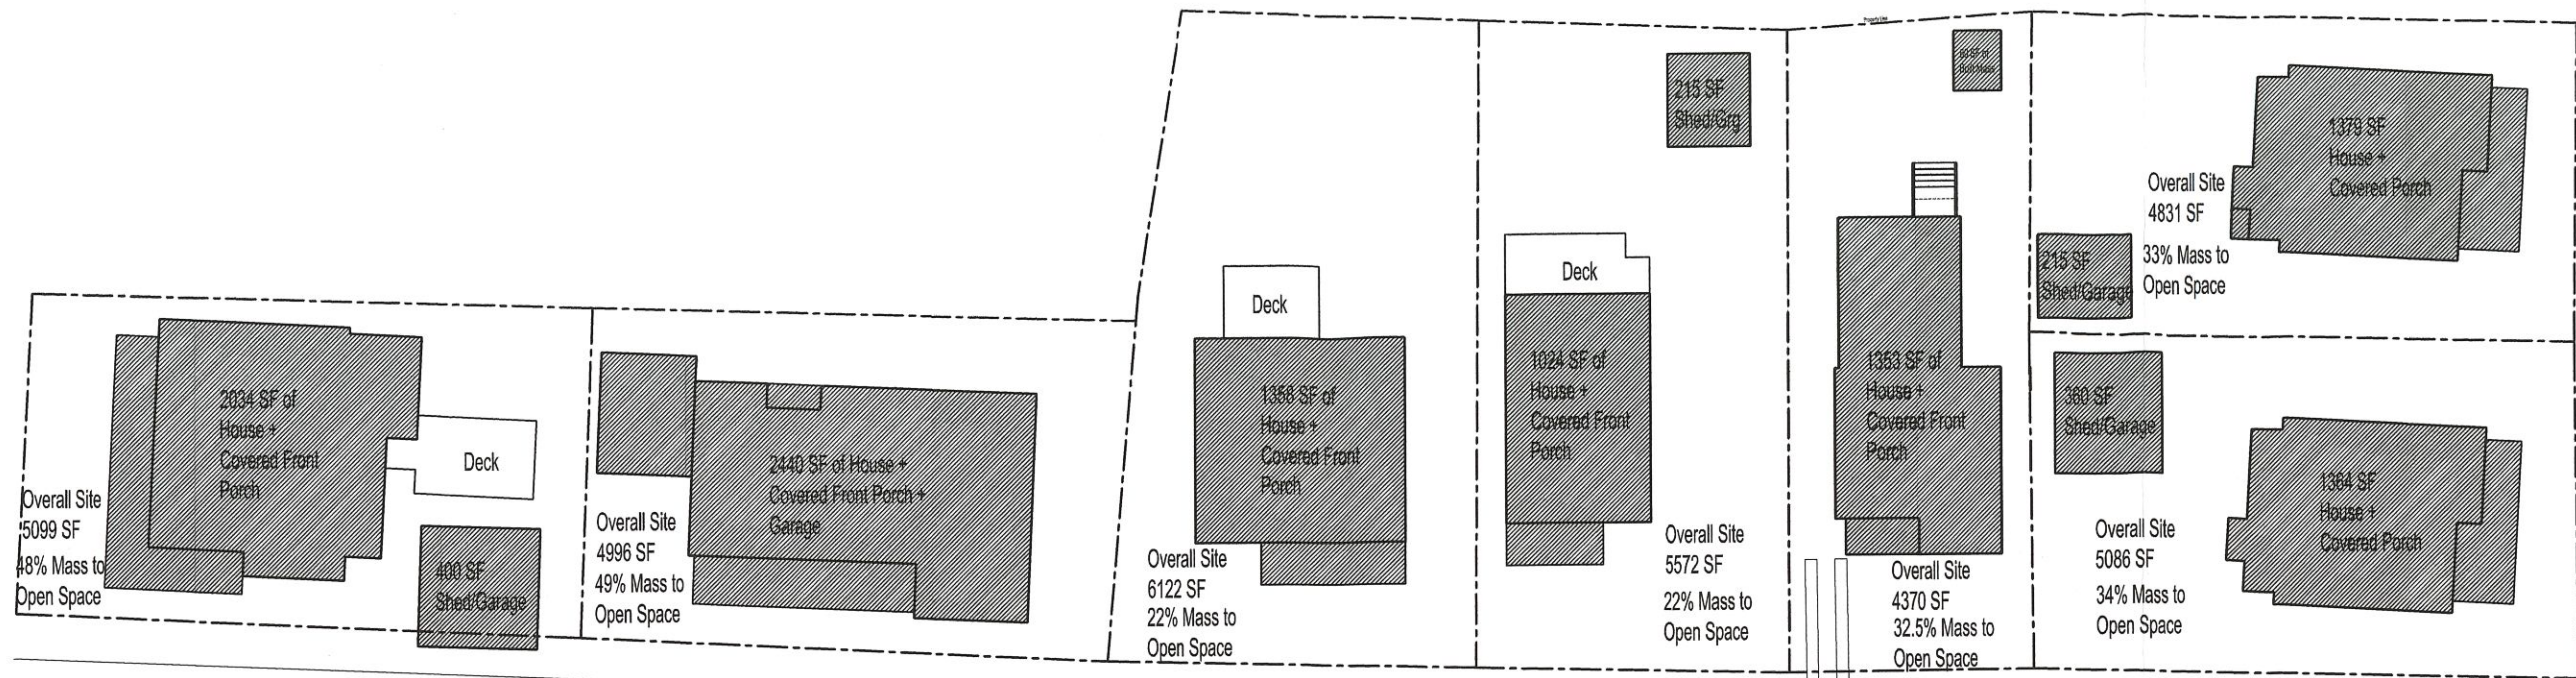 2034 SF of
House +
Covered Front
Porch
Deck
400 SF
Shed/Garage
Overall Site
5099 SF
48% Mass to
Open Space
2440 SF of House +
Covered Front Porch +
Garage
Overall Site
4996 SF
49% Mass to
Open Space
Deck
1358 SF of
House +
Covered Front
Porch
Overall Site
6122 SF
22% Mass to
Open Space
215 SF
Shed/Grg
Deck
1024 SF of
House +
Covered Front
Porch
Overall Site
5572 SF
22% Mass to
Open Space
Property Line
SF of
1353 SF of
House +
Covered Front
Porch
Overall Site
4370 SF
32.5% Mass to
Open Space
1379 SF
House +
Covered Porch
Overall Site
4831 SF
33% Mass to
Open Space
215 SF
Shed/Garage
360 SF
Shed/Garage
1364 SF
House +
Covered Porch
Overall Site
5086 SF
34% Mass to
Open Space